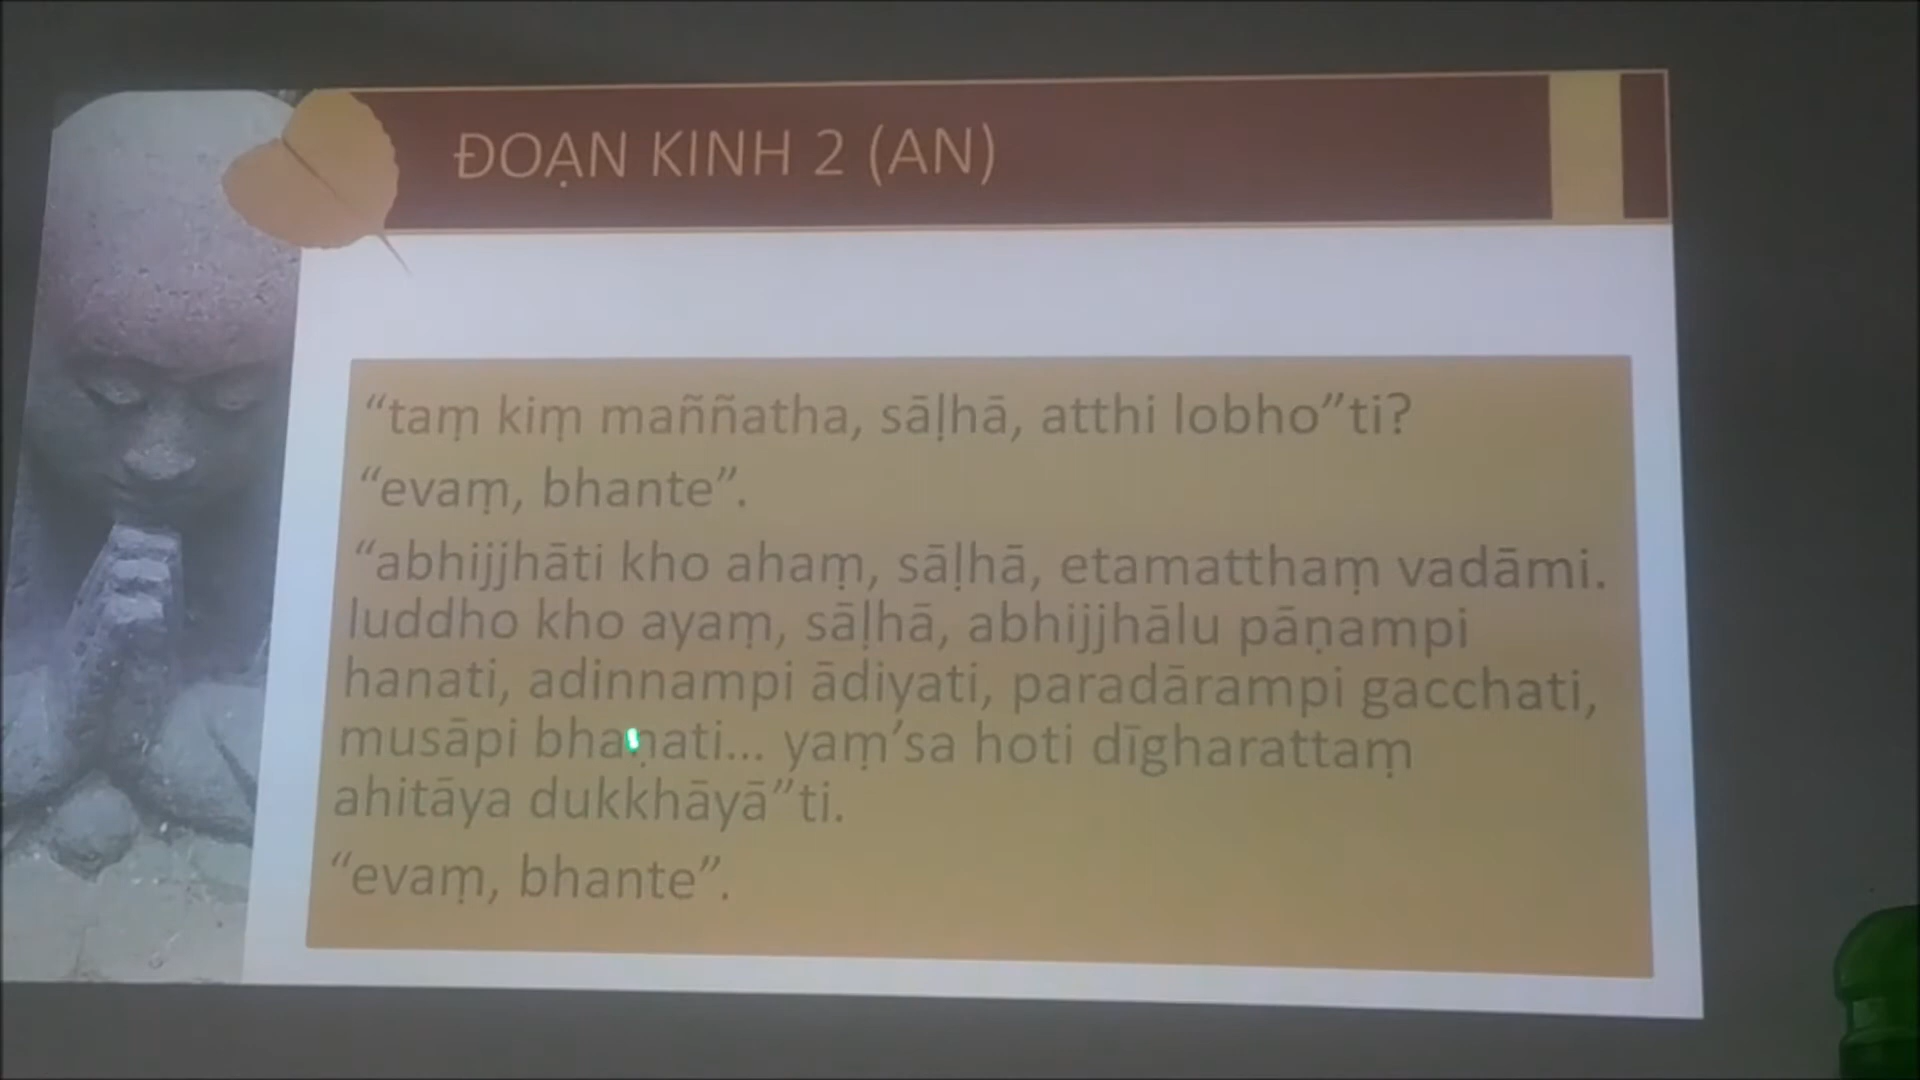 ĐOẠN KINH 2 (AN)
“taṃ kiṃ maññatha, sāḷhā, atthi lobho”ti?
“evaṃ, bhante”.
“abhijjhāti kho ahaṃ, sāḷhā, etamatthaṃ vadāmi.
luddho kho ayaṃ, sāḷhā, abhijjhālu pāṇampi
hanati, adinnampi ādiyati, paradārampi gacchati,
musāpi bhaṇati... yaṃ’sa hoti dīgharattaṃ
ahitāya dukkhāyā”ti.
“evaṃ, bhante”.